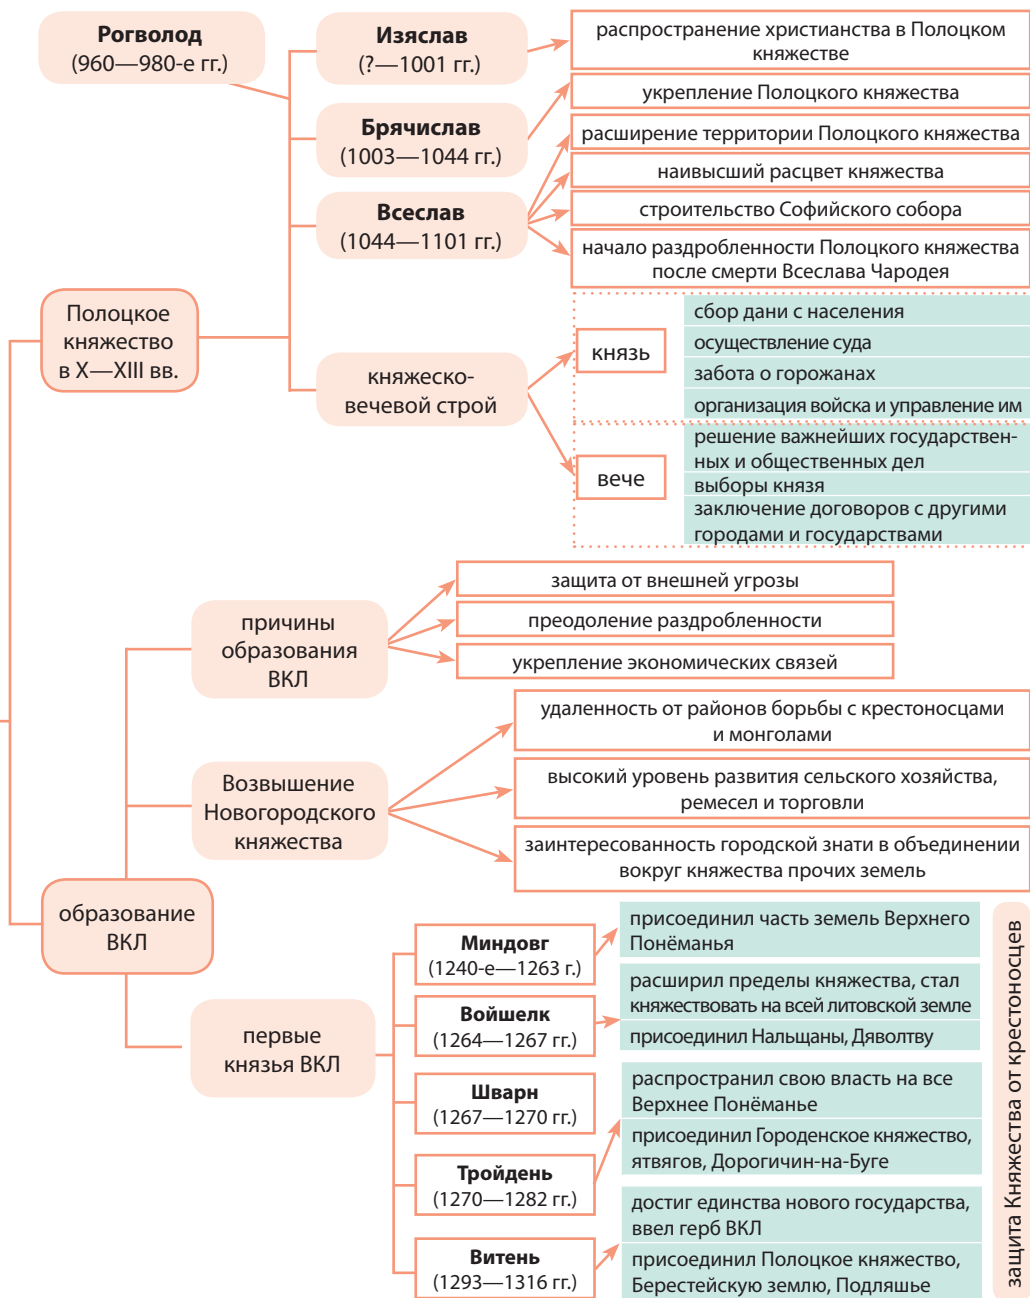 Рогволод
(960—980-е гг.)
Изяслав
(?—1001 гг.)
распространение христианства в Полоцком
княжестве
Брячислав
(1003—1044 гг.)
укрепление Полоцкого княжества
Всеслав
(1044—1101 гг.)
расширение территории Полоцкого княжества
наивысший расцвет княжества
строительство Софийского собора
начало раздробленности Полоцкого княжества
после смерти Всеслава Чародея
Полоцкое
княжество
в X—XIII вв.
княжеско-
вечевой строй
князь
сбор дани с населения
осуществление суда
забота о горожанах
организация войска и управление им
вече
решение важнейших государствен-
ных и общественных дел
выборы князя
заключение договоров с другими
городами и государствами
причины
образования
ВКЛ
защита от внешней угрозы
преодоление раздробленности
укрепление экономических связей
Возвышение
Новогородского
княжества
удаленность от районов борьбы с крестоносцами
и монголами
высокий уровень развития сельского хозяйства,
ремесел и торговли
заинтересованность городской знати в объединении
вокруг княжества прочих земель
образование
ВКЛ
первые
князья ВКЛ
Миндовг
(1240-е—1263 г.)
присоединил часть земель Верхнего
Понёманья
Войшелк
(1264—1267 гг.)
расширил пределы княжества, стал
княжествовать на всей литовской земле
присоединил Нальщаны, Дяволтву
Шварн
(1267—1270 гг.)
Тройдень
(1270—1282 гг.)
распространил свою власть на все
Верхнее Понёманье
присоединил Городенское княжество,
ятвягов, Дорогичин-на-Буге
Витень
(1293—1316 гг.)
достиг единства нового государства,
ввел герб ВКЛ
присоединил Полоцкое княжество,
Берестейскую землю, Подляшье
защита Княжества от крестоносцев